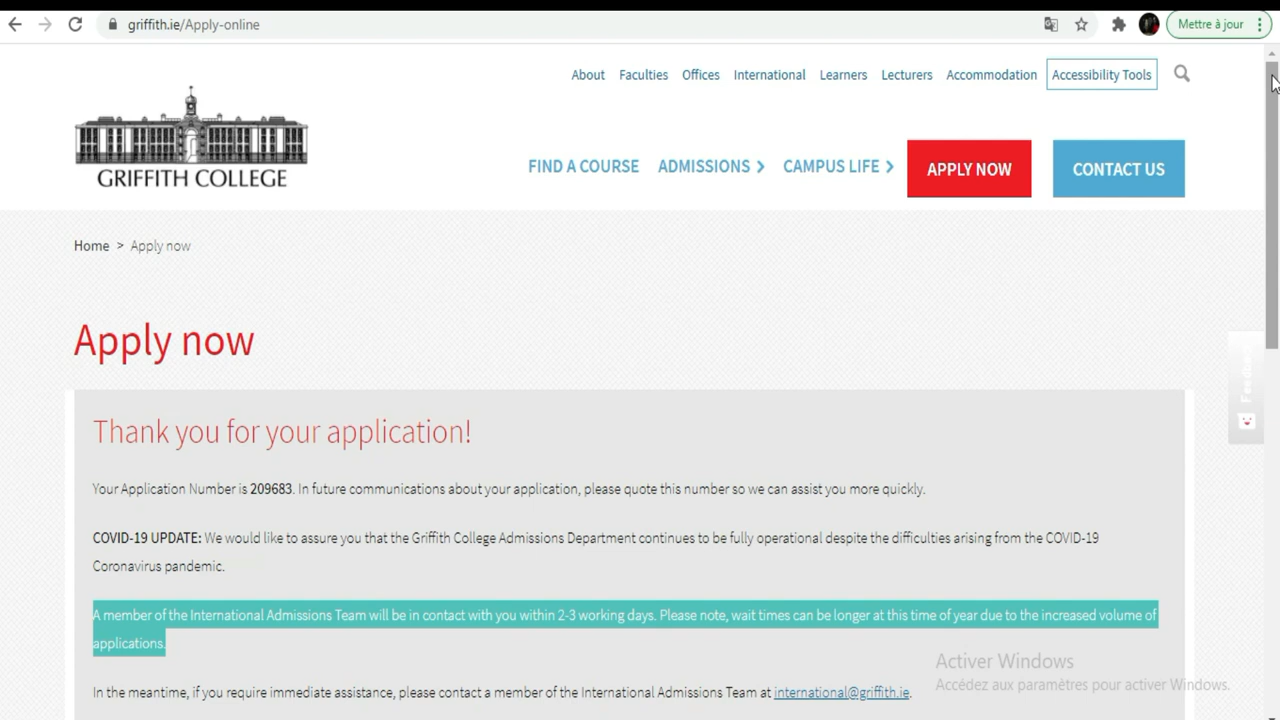 griffith.ie/Apply-online
Mettre à jour
About Faculties Offices International Learners Lecturers Accommodation Accessibility Tools
GRIFFITH COLLEGE
FIND A COURSE ADMISSIONS CAMPUS LIFE APPLY NOW CONTACT US
Home > Apply now
Apply now
Feedback
Thank you for your application!
Your Application Number is 209683. In future communications about your application, please quote this number so we can assist you more quickly.
COVID-19 UPDATE: We would like to assure you that the Griffith College Admissions Department continues to be fully operational despite the difficulties arising from the COVID-19
Coronavirus pandemic.
A member of the International Admissions Team will be in contact with you within 2-3 working days. Please note, wait times can be longer at this time of year due to the increased volume of
applications.
Activer Windows
Accédez aux paramètres pour activer Windows.
In the meantime, if you require immediate assistance, please contact a member of the International Admissions Team at international@griffith.ie.